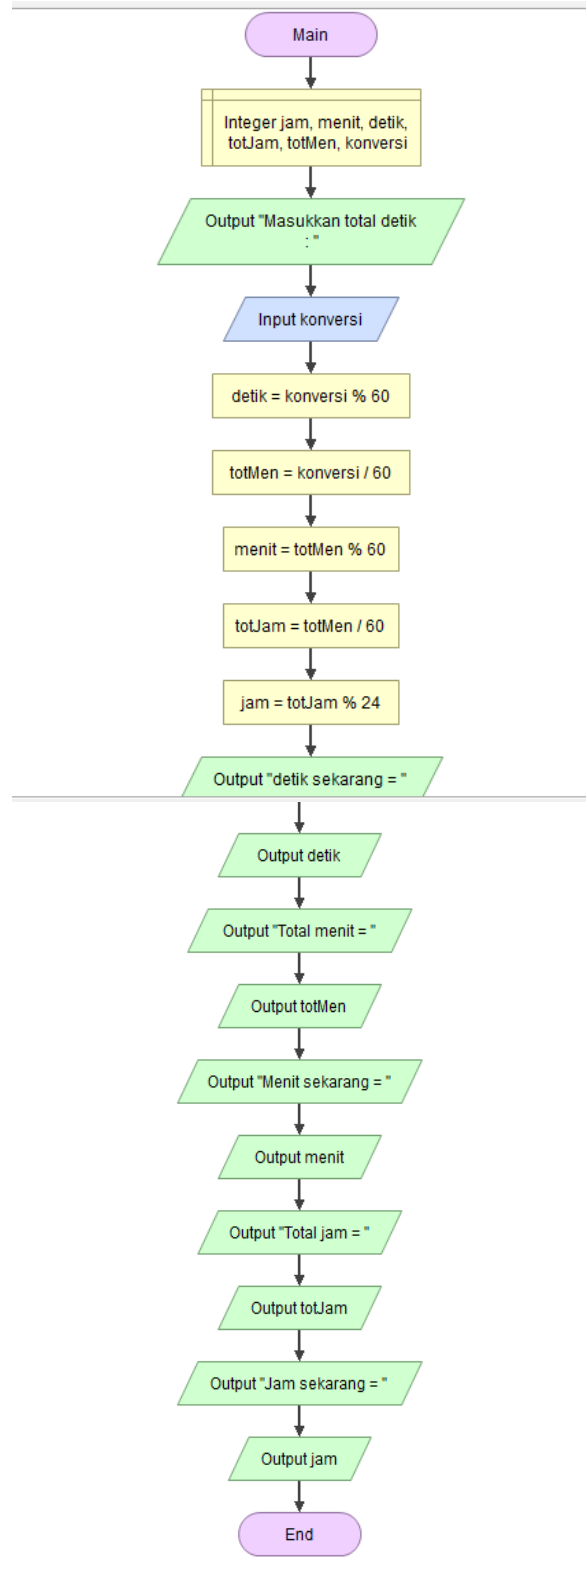 Main
Integer jam, menit, detik,
totJam, totMen, konversi
Output "Masukkan total detik
: "
Input konversi
detik = konversi % 60
totMen = konversi / 60
menit = totMen % 60
totJam = totMen / 60
jam = totJam % 24
Output "detik sekarang = "
Output detik
Output "Total menit = "
Output totMen
Output "Menit sekarang = "
Output menit
Output "Total jam = "
Output totJam
Output "Jam sekarang = "
Output jam
End